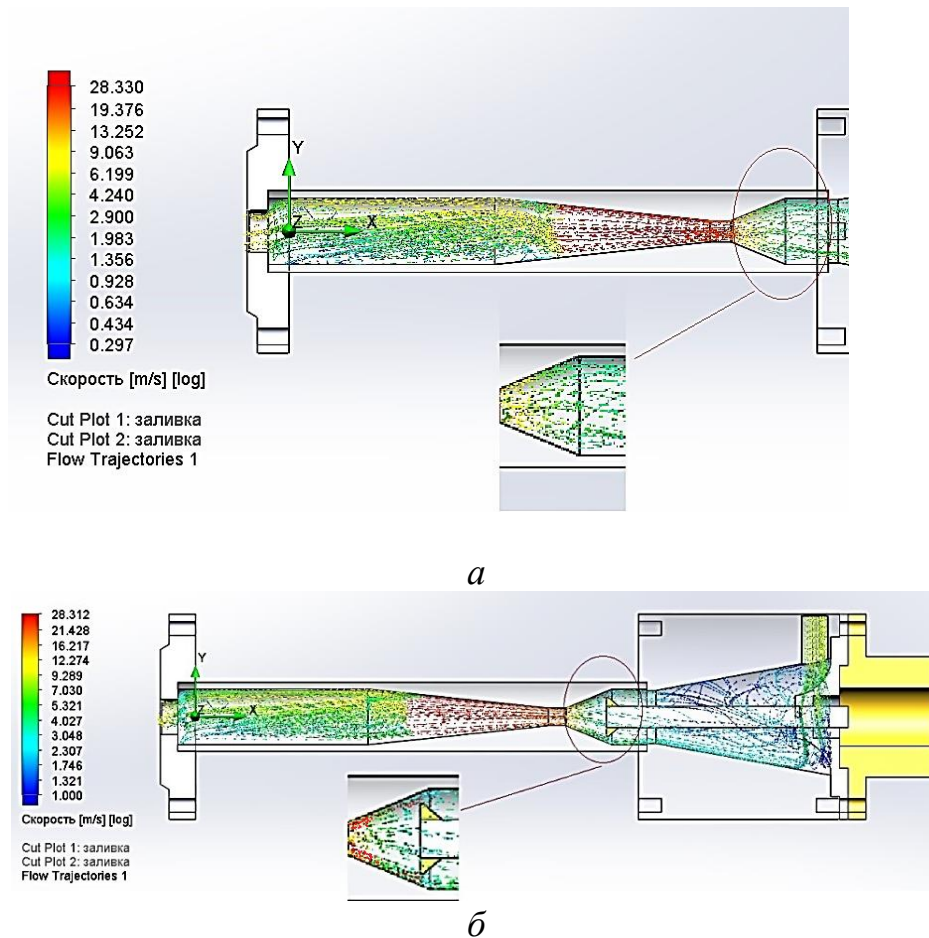 28.330
19.376
13.252
9.063
6.199
4.240
2.900
1.983
1.356
0.928
0.634
0.434
0.297
Скорость [m/s] [log]
Cut Plot 1: заливка
Cut Plot 2: заливка
Flow Trajectories 1
Y
Z
X
а
28.312
21.428
16.217
12.274
9.289
7.030
5.321
4.027
3.048
2.307
1.746
1.321
1.000
Скорость [m/s] [log]
Cut Plot 1: заливка
Cut Plot 2: заливка
Flow Trajectories 1
Y
Z
X
б